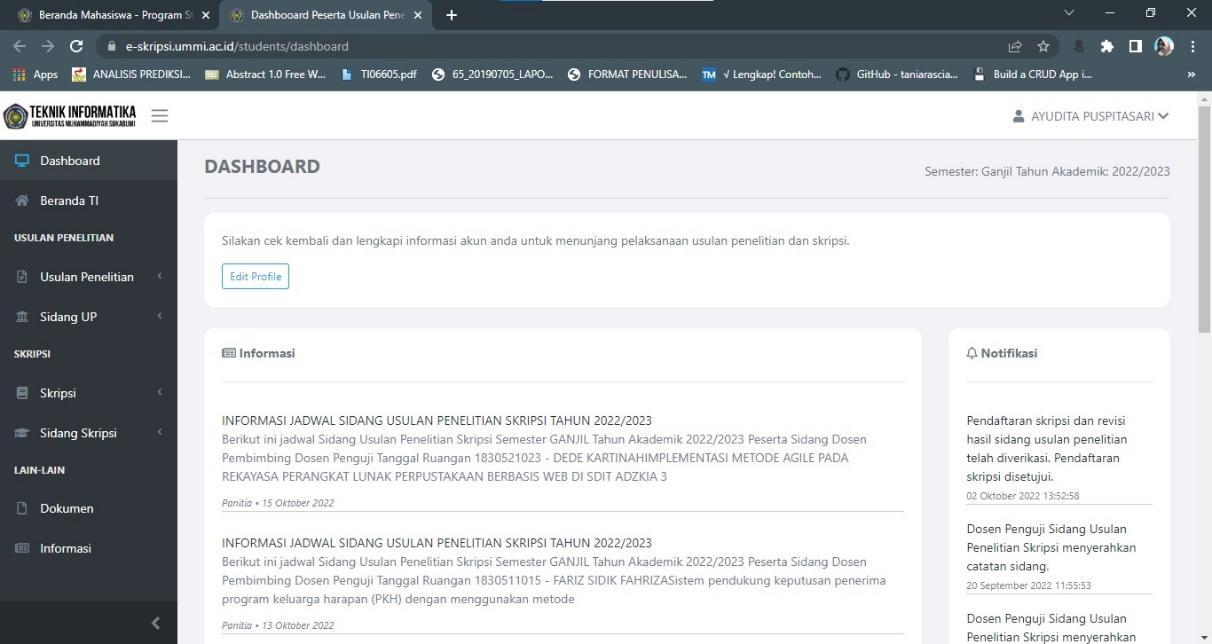 Beranda Mahasiswa - Program St
Dashbooard Peserta Usulan Pene
e-skripsi.ummi.ac.id/students/dashboard
Apps
ANALISIS PREDIKSI...
Abstract 1.0 Free W...
TI06605.pdf
65_20190705_LAPO...
FORMAT PENULISA...
TM
√ Lengkap! Contoh...
GitHub - taniarascia...
Build a CRUD App i...
»
TEKNIK INFORMATIKA
UNIVERSITAS MUHAMMADIYAH SUKABUMI
AYUDITA PUSPITASARI
Dashboard
Beranda TI
USULAN PENELITIAN
Usulan Penelitian
Sidang UP
SKRIPSI
Skripsi
Sidang Skripsi
LAIN-LAIN
Dokumen
Informasi
DASHBOARD
Semester: Ganjil Tahun Akademik: 2022/2023
Silakan cek kembali dan lengkapi informasi akun anda untuk menunjang pelaksanaan usulan penelitian dan skripsi.
Edit Profile
Informasi
INFORMASI JADWAL SIDANG USULAN PENELITIAN SKRIPSI TAHUN 2022/2023
Berikut ini jadwal Sidang Usulan Penelitian Skripsi Semester GANJIL Tahun Akademik 2022/2023 Peserta Sidang Dosen
Pembimbing Dosen Penguji Tanggal Ruangan 1830521023 - DEDE KARTINAHIMPLEMENTASI METODE AGILE PADA
REKAYASA PERANGKAT LUNAK PERPUSTAKAAN BERBASIS WEB DI SDIT ADZKIA 3
Panitia • 15 Oktober 2022
INFORMASI JADWAL SIDANG USULAN PENELITIAN SKRIPSI TAHUN 2022/2023
Berikut ini jadwal Sidang Usulan Penelitian Skripsi Semester GANJIL Tahun Akademik 2022/2023 Peserta Sidang Dosen
Pembimbing Dosen Penguji Tanggal Ruangan 1830511015 - FARIZ SIDIK FAHRIZASistem pendukung keputusan penerima
program keluarga harapan (PKH) dengan menggunakan metode
Panitia • 13 Oktober 2022
Notifikasi
Pendaftaran skripsi dan revisi
hasil sidang usulan penelitian
telah diverikasi. Pendaftaran
skripsi disetujui.
02 Oktober 2022 13:52:58
Dosen Penguji Sidang Usulan
Penelitian Skripsi menyerahkan
catatan sidang.
20 September 2022 11:55:53
Dosen Penguji Sidang Usulan
Penelitian Skripsi menyerahkan